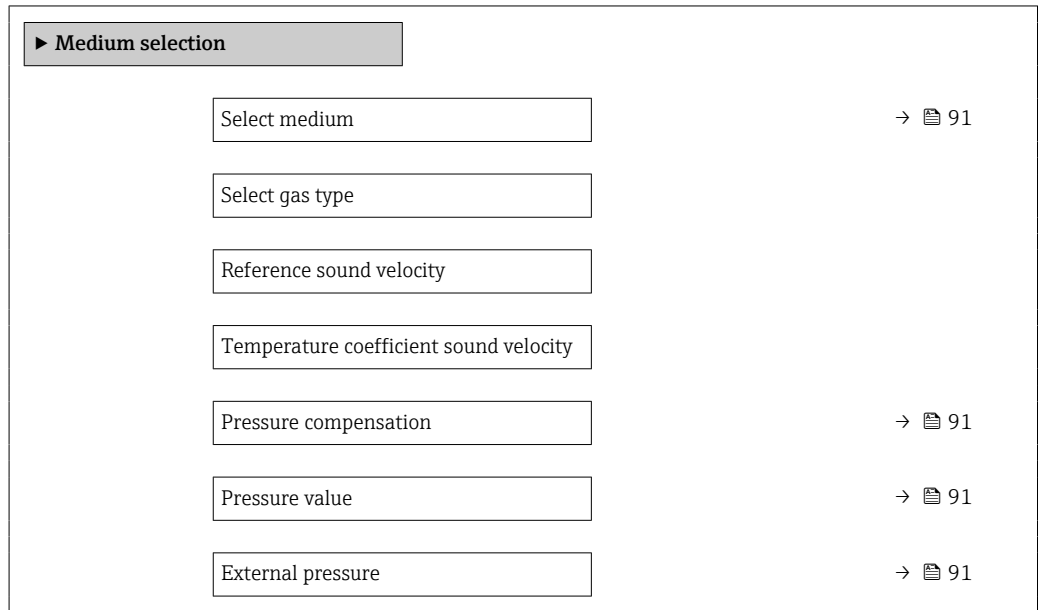 ▶ Medium selection
Select medium → 🖹 91
Select gas type
Reference sound velocity
Temperature coefficient sound velocity
Pressure compensation → 🖹 91
Pressure value → 🖹 91
External pressure → 🖹 91